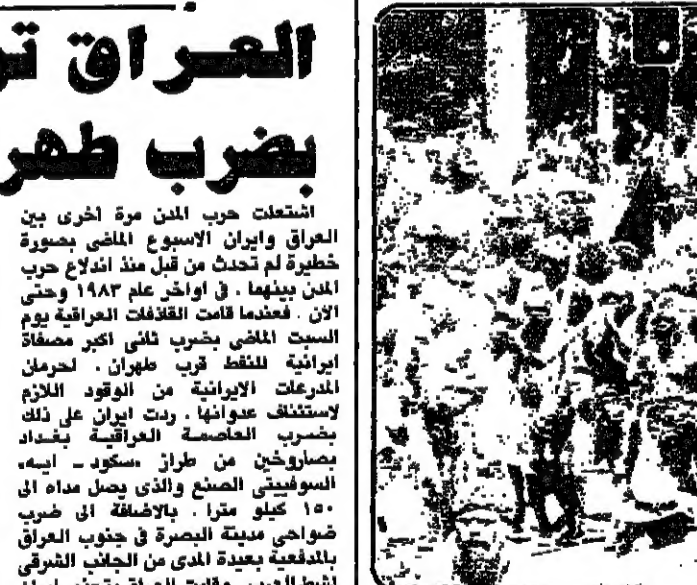 العراق
بضرب
اشتعلت حرب المدن مرة اخرى بين
العراق وايران الاسبوع الماضى بصورة
خطيرة لم تحدث من قبل منذ اندلاع حرب
المدن بينهما . فى اواخر عام ١٩٨٣ وحتى
الآن . فعندما قامت القاذفات العراقية يوم
السبت الماضى بضرب ثانى اكبر مصفاة
ايرانية للنفط قرب طهران . لحرمان
المدرعات الايرانية من الوقود اللازم
لاستئناف عدوانها . ردت ايران على ذلك
بضرب العاصمة العراقية بغداد
بصاروخين من طراز «سكود ـ ايه»
السوفييتى الصنع والذى يصل مداه الى
١٥٠ كيلو مترا . بالاضافة الى ضرب
ضواحى مدينة البصرة فى جنوب العراق
بالمدفعية بعيدة المدى من الجانب الشرقى